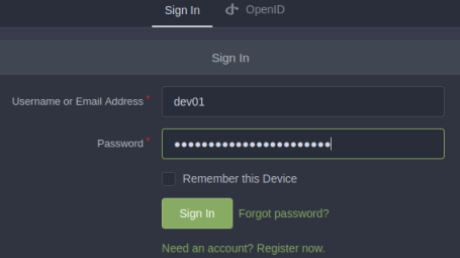 Sign In OpenID
Sign In
Username or Email Address *
dev01
Password *
•••••••••••••••••••••••
Remember this Device
Sign In Forgot password?
Need an account? Register now.